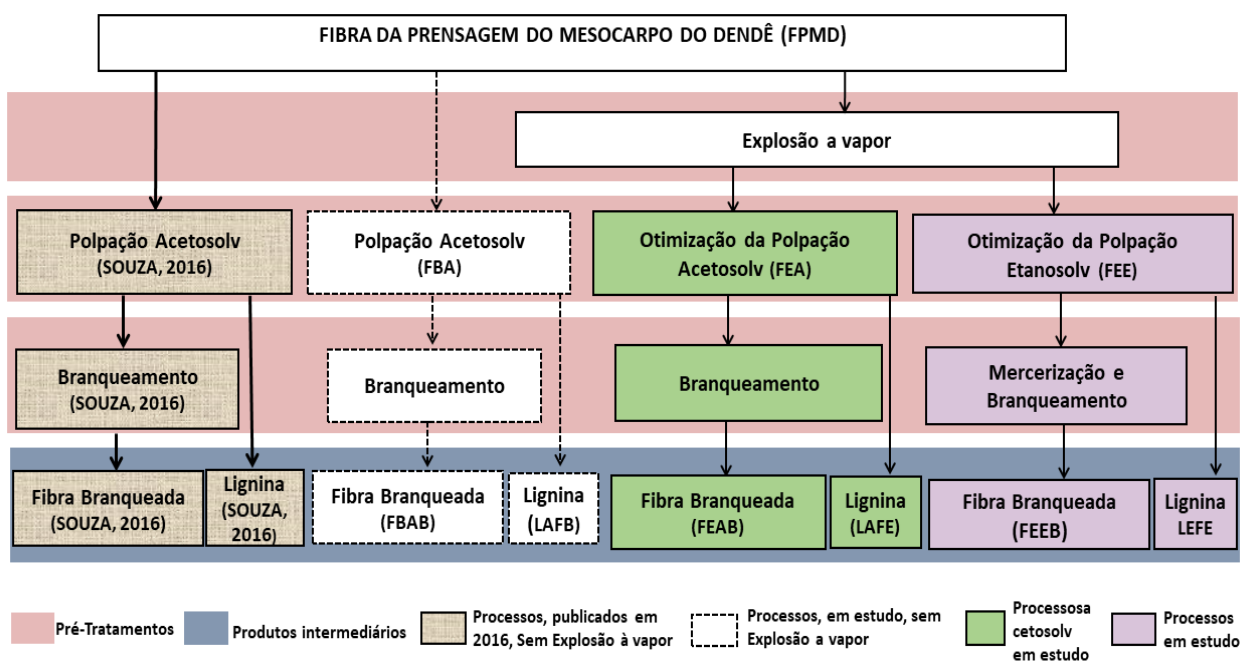 FIBRA DA PRENSAGEM DO MESOCARPO DO DENDÊ (FPMD)
Explosão a vapor
Polpação Acetosolv
(SOUZA, 2016)
Polpação Acetosolv
(FBA)
Otimização da Polpação
Acetosolv (FEA)
Otimização da Polpação
Etanosolv (FEE)
Branqueamento
(SOUZA, 2016)
Branqueamento
Branqueamento
Mercerização e
Branqueamento
Fibra Branqueada
(SOUZA, 2016)
Lignina
(SOUZA,
2016)
Fibra Branqueada
(FBAB)
Lignina
(LAFB)
Fibra Branqueada
(FEAB)
Lignina
(LAFE)
Fibra Branqueada
(FEEB)
Lignina
LEFE
Pré-Tratamentos
Produtos intermediários
Processos, publicados em
2016, Sem Explosão à vapor
Processos, em estudo, sem
Explosão a vapor
Processosa
cetosolv
em estudo
Processos
em estudo